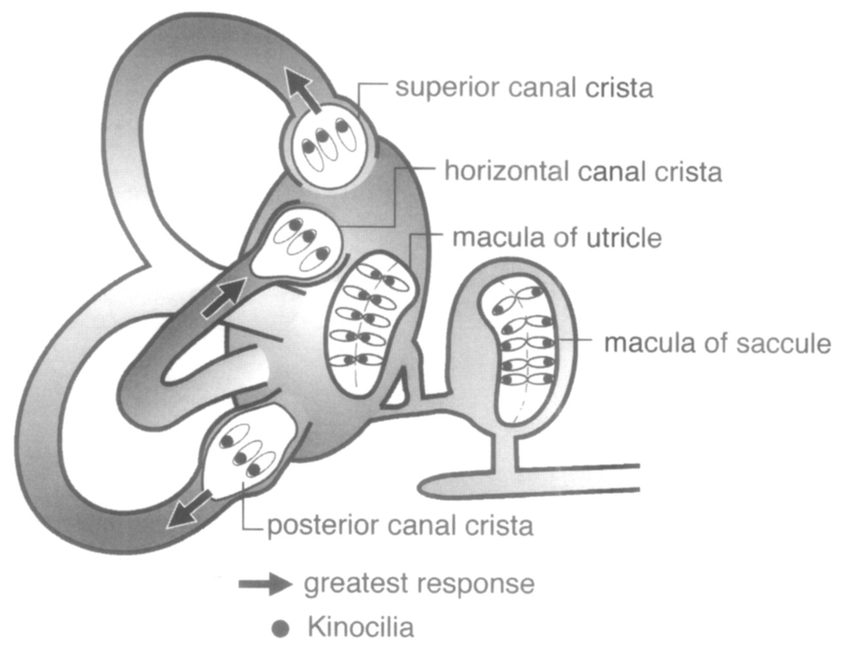 superior canal crista
horizontal canal crista
macula of utricle
macula of saccule
posterior canal crista
greatest response
Kinocilia